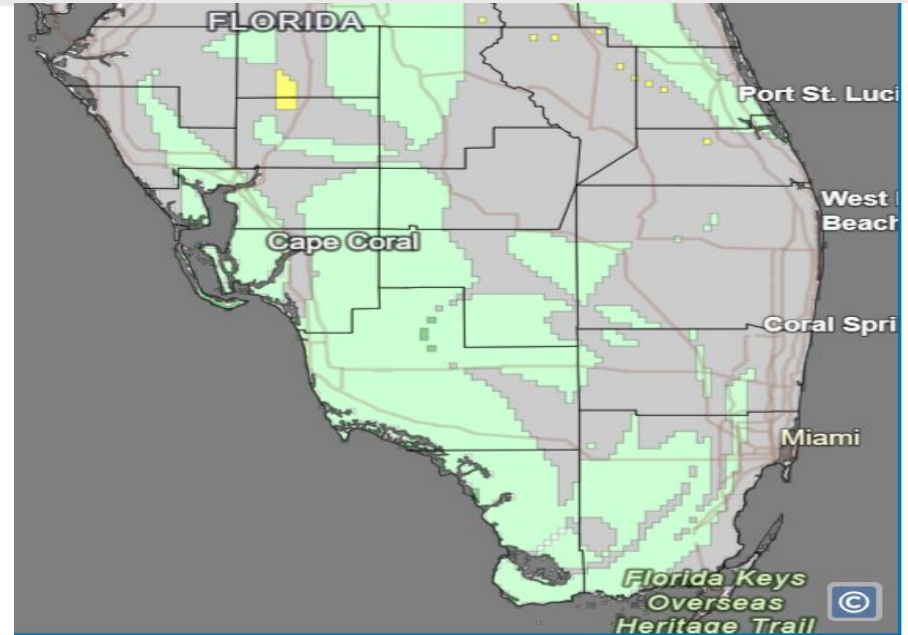 FLORIDA
Port St. Luci
West
Beach
Cape Coral
Coral Spri
Miami
Florida Keys
Overseas
Heritage Trail
©